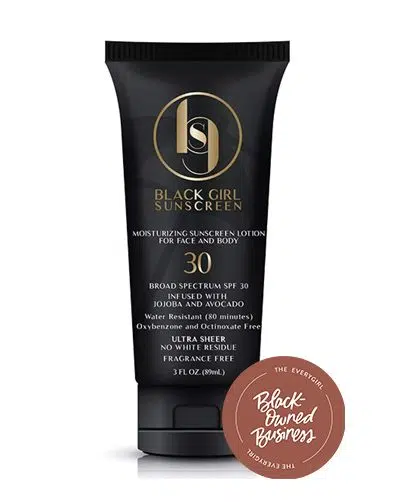 bgs
BLACK GIRL
SUNSCREEN
MOISTURIZING SUNSCREEN LOTION
FOR FACE AND BODY
30
BROAD SPECTRUM SPF 30
INFUSED WITH
JOJOBA AND AVOCADO
Water Resistant (80 minutes)
Oxybenzone and Octinoxate Free
ULTRA SHEER
NO WHITE RESIDUE
FRAGRANCE FREE
3 FL OZ. (89mL)
THE EVERYGIRL
Black-
Owned
Business
THE EVERYGIRL